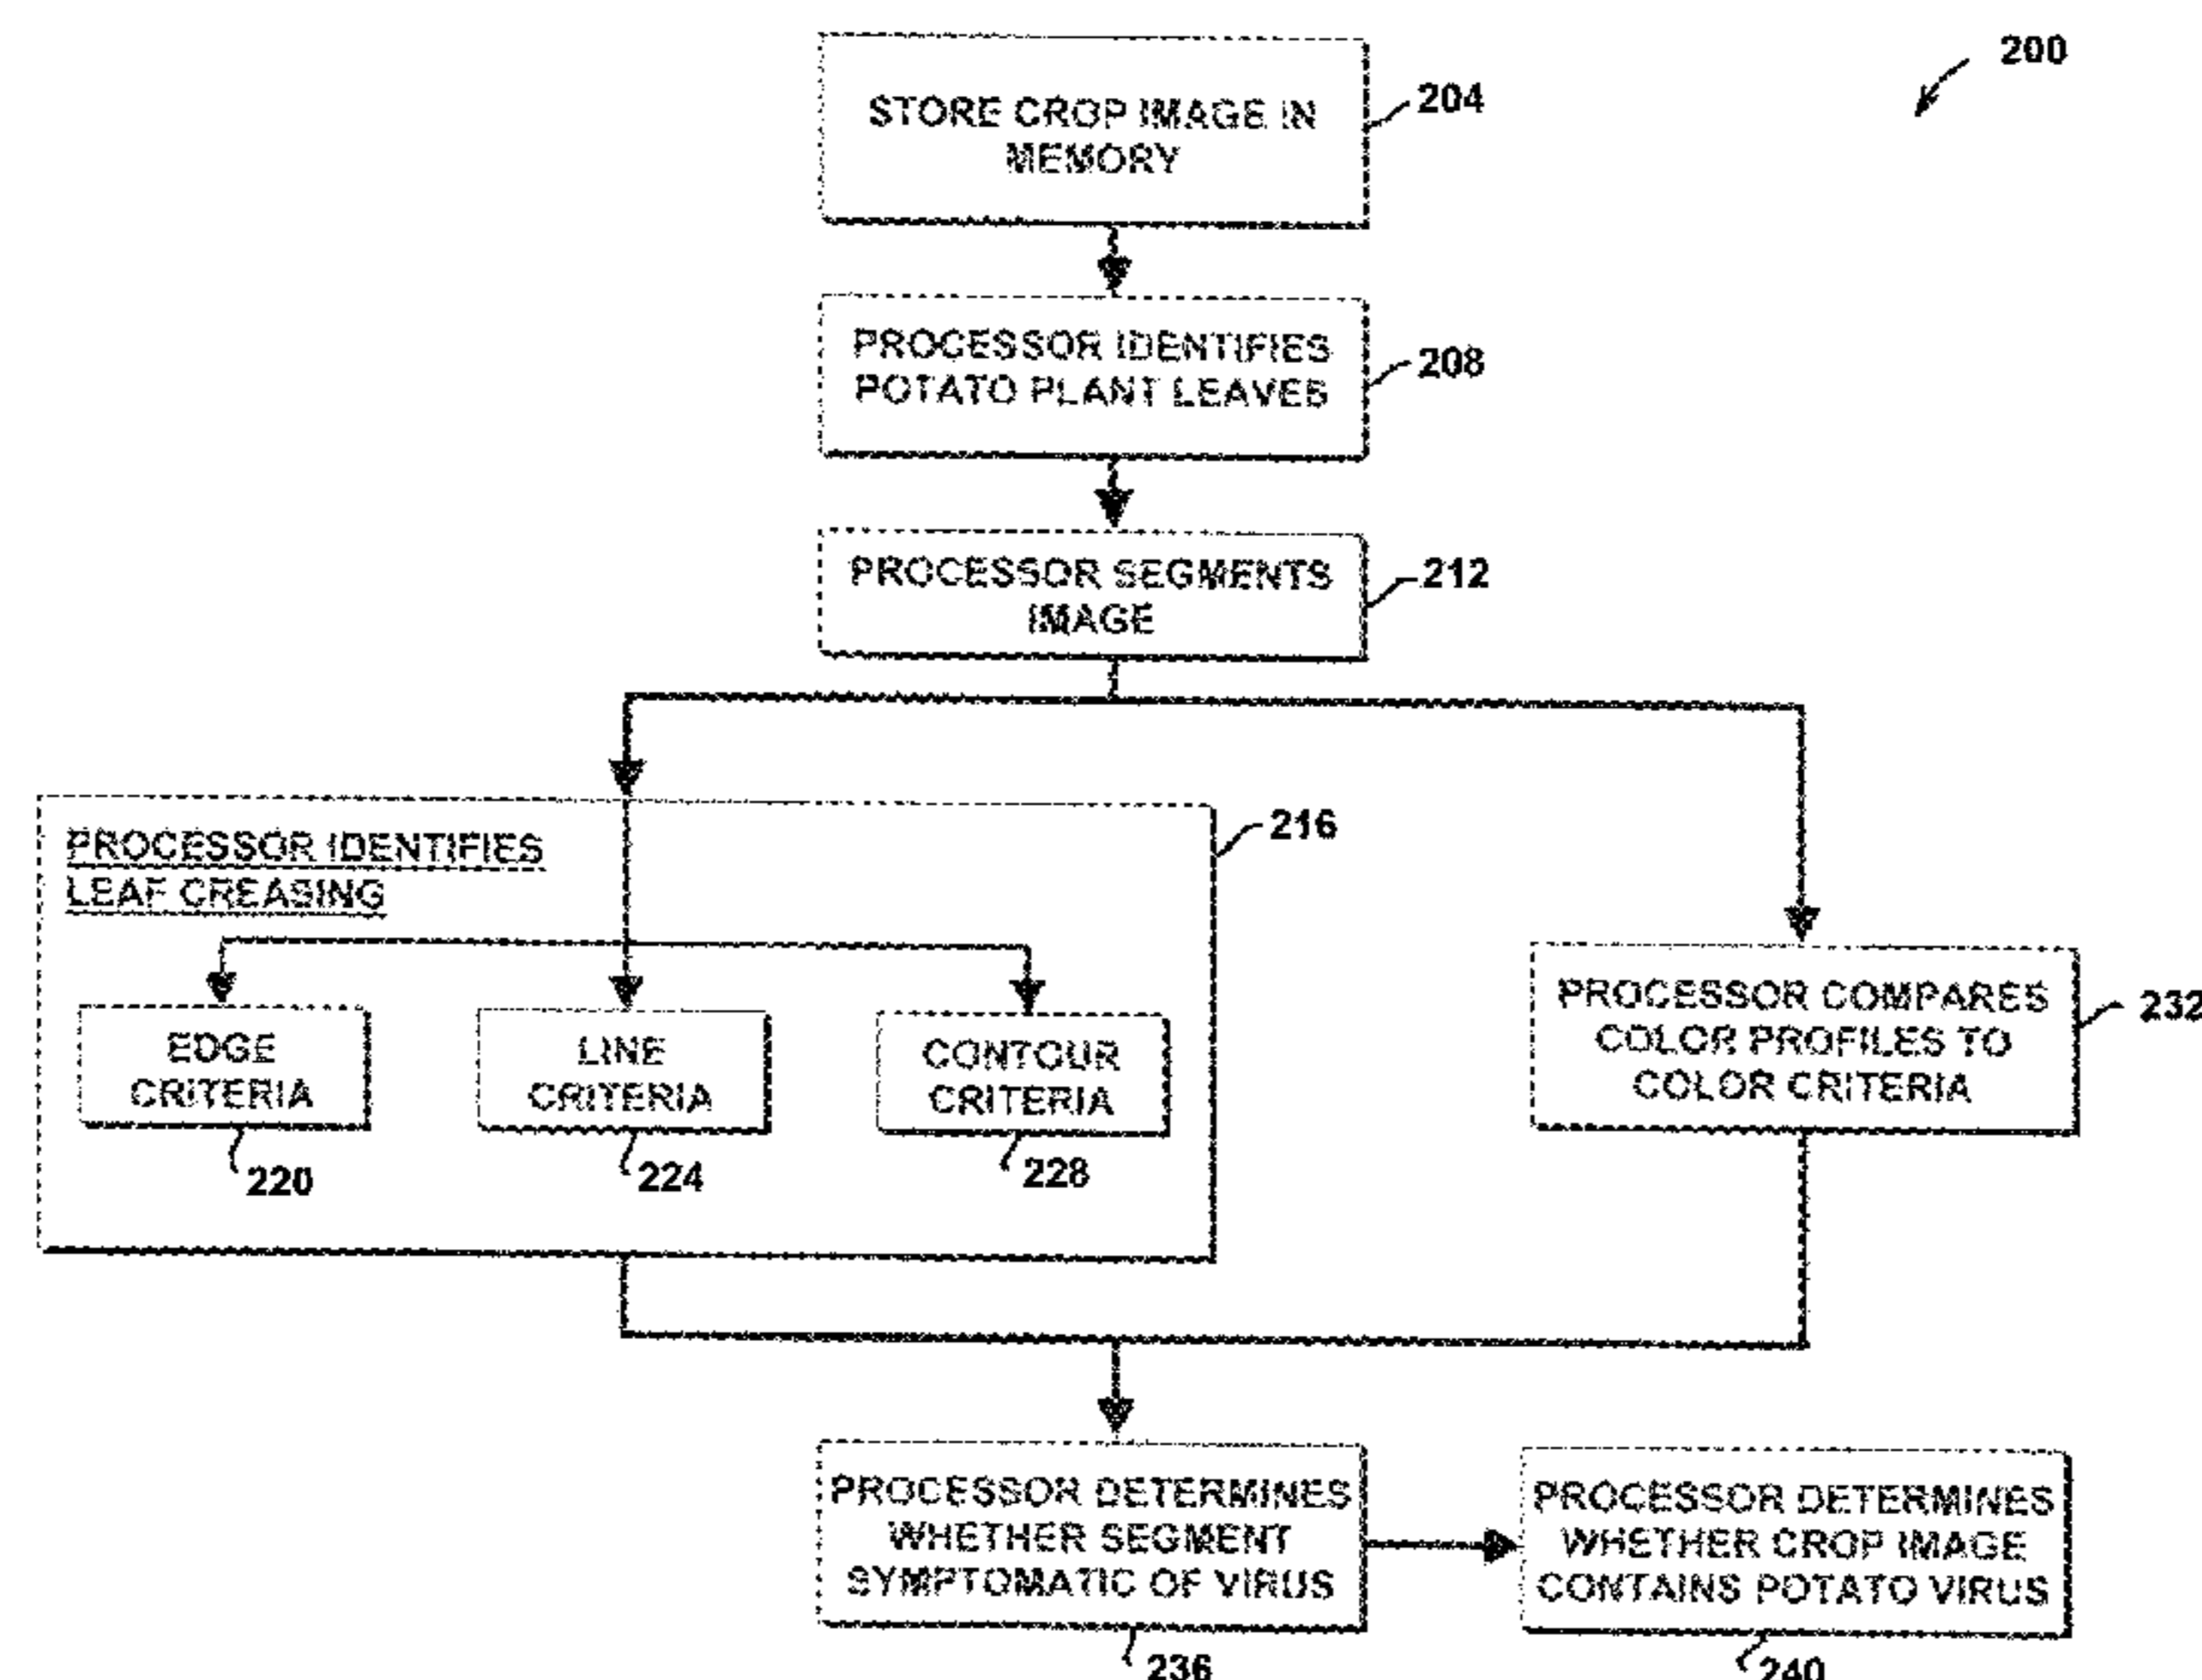 200
STORE CROP IMAGE IN
MEMORY
204
PROCESSOR IDENTIFIES
POTATO PLANT LEAVES
208
PROCESSOR SEGMENTS
IMAGE
212
PROCESSOR IDENTIFIES
LEAF CREASING
216
EDGE
CRITERIA
220
LINE
CRITERIA
224
CONTOUR
CRITERIA
228
PROCESSOR COMPARES
COLOR PROFILES TO
COLOR CRITERIA
232
PROCESSOR DETERMINES
WHETHER SEGMENT
SYMPTOMATIC OF VIRUS
236
PROCESSOR DETERMINES
WHETHER CROP IMAGE
CONTAINS POTATO VIRUS
240